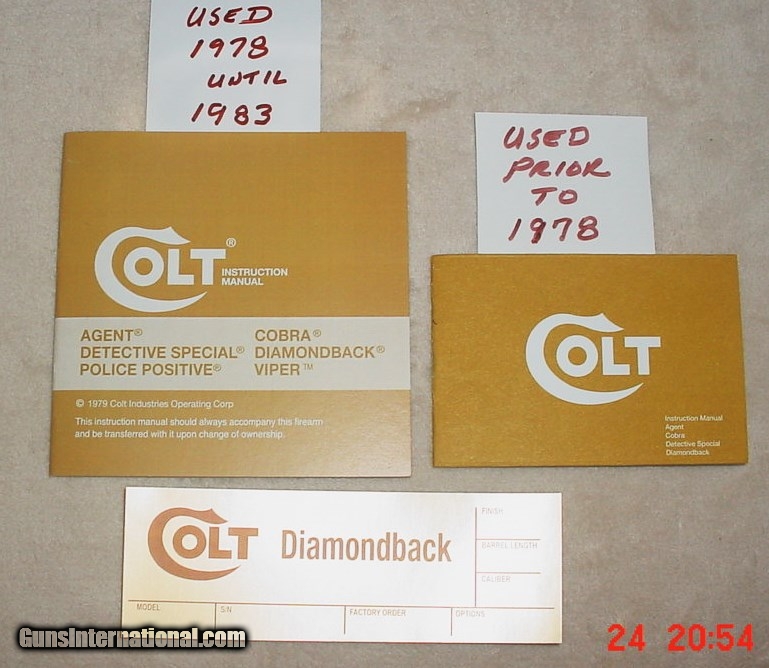 USED
1978
UNTIL
1983
USED
PRIOR
TO
1978
COLT®
INSTRUCTION
MANUAL
AGENT® COBRA®
DETECTIVE SPECIAL® DIAMONDBACK®
POLICE POSITIVE® VIPER™
© 1979 Colt Industries Operating Corp
This instruction manual should always accompany this firearm
and be transferred with it upon change of ownership.
COLT
Instruction Manual
Agent
Cobra
Detective Special
Diamondback
COLT Diamondback
FINISH
BARREL LENGTH
CALIBER
MODEL S/N FACTORY ORDER OPTIONS
GunsInternational.com
24 20:54